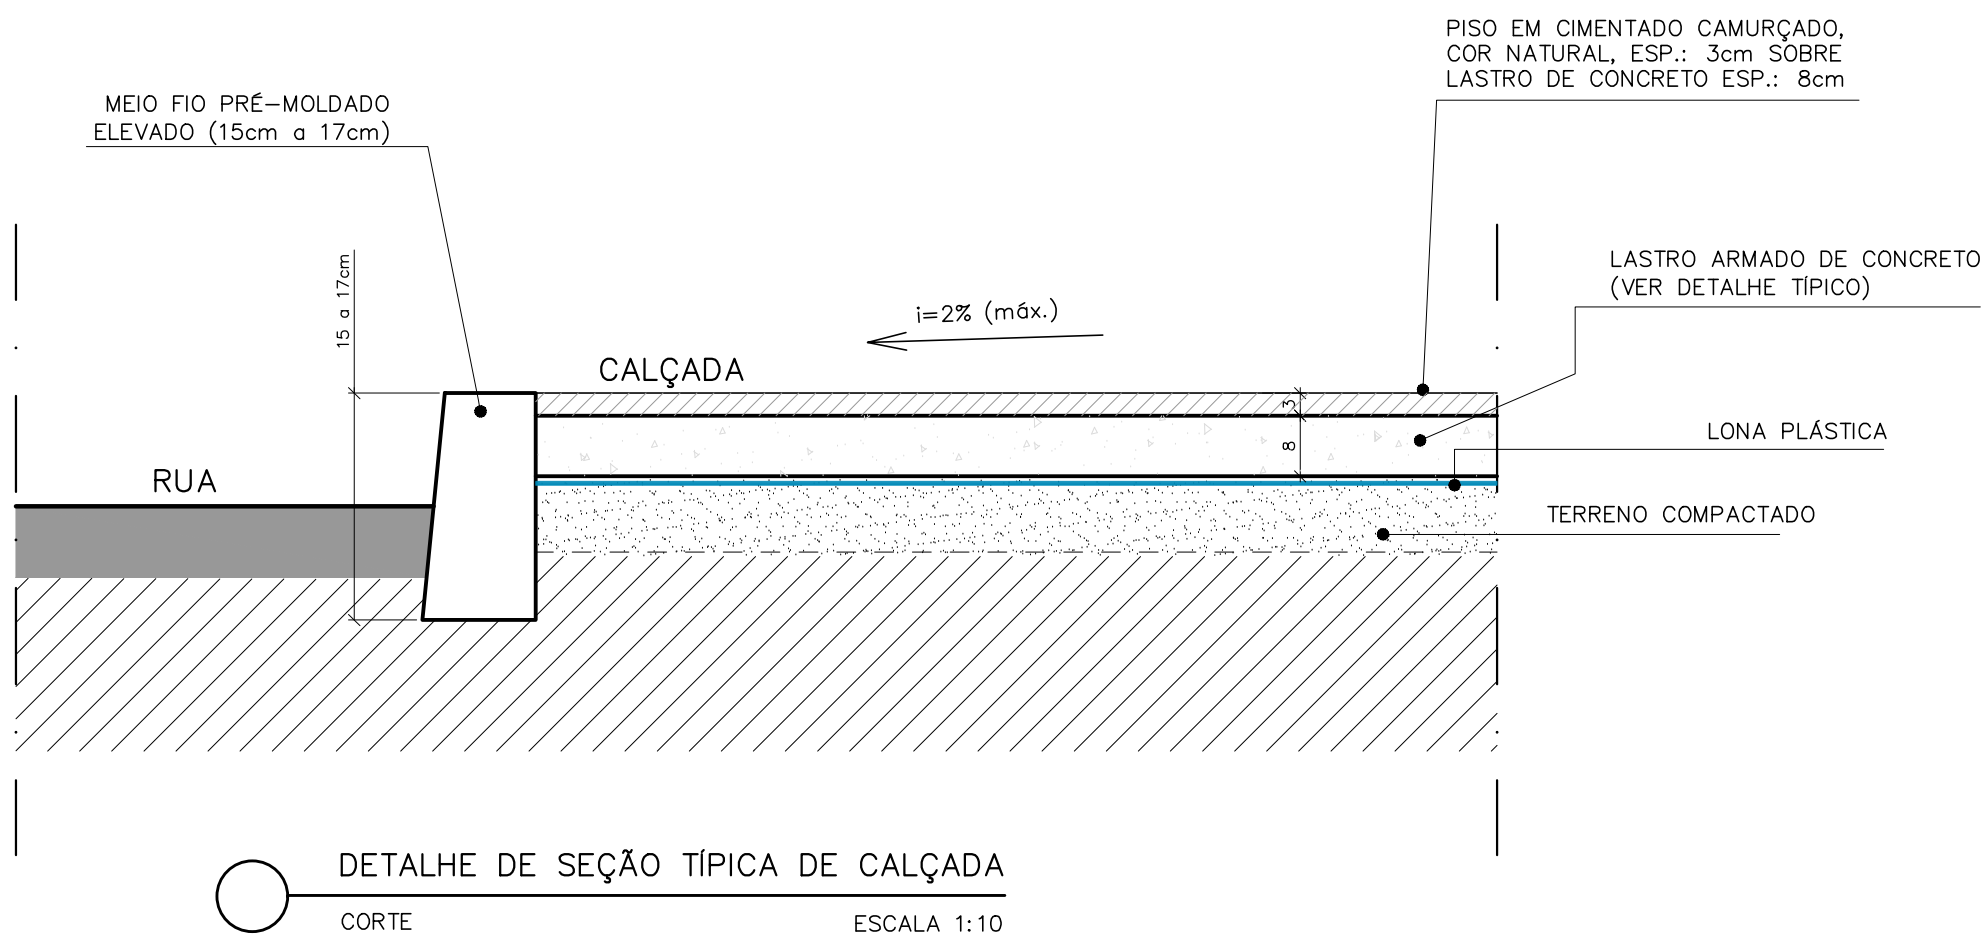 PISO EM CIMENTADO CAMURÇADO,
COR NATURAL, ESP.: 3cm SOBRE
LASTRO DE CONCRETO ESP.: 8cm
MEIO FIO PRÉ-MOLDADO
ELEVADO (15cm a 17cm)
LASTRO ARMADO DE CONCRETO
(VER DETALHE TÍPICO)
15 a 17cm
i=2% (máx.)
CALÇADA
3
8
LONA PLÁSTICA
RUA
TERRENO COMPACTADO
DETALHE DE SEÇÃO TÍPICA DE CALÇADA
CORTE
ESCALA 1:10